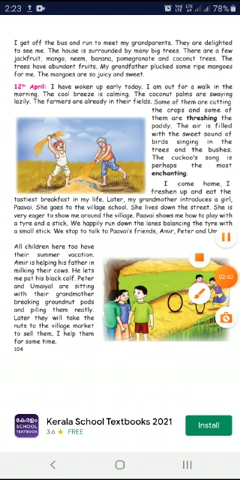 2:23
78%
I get off the bus and run to meet my grandparents. They are delighted
to see me. The house is surrounded by many big trees. There are a few
jackfruit, mango, neem, banana, pomegranate and coconut trees. The
trees have abundant fruits. My grandmother plucked some ripe mangoes
for me. The mangoes are so juicy and sweet.
12th April: I have woken up early today. I am out for a walk in the
morning. The cool breeze is calming. The coconut palms are swaying
lazily. The farmers are already in their fields. Some of them are cutting
the crops and some of
them are threshing the
paddy. The air is filled
with the sweet sound of
birds singing in the
trees and the bushes.
The cuckoo's song is
perhaps the most
enchanting.
I come home, I
freshen up and eat the
tastiest breakfast in my life. Later, my grandmother introduces a girl,
Paavai. She goes to the village school. She lives down the street. She is
very eager to show me around the village. Paavai shows me how to play with
a tyre and a stick. We happily run down the lanes balancing the tyre with
a small stick. We stop to talk to Paavai's friends, Amir, Peter and Um
All children here too have
their summer vacation.
Amir is helping his father in
milking their cows. He lets
me pat his black calf. Peter
and Umayal are sitting
with their grandmother
breaking groundnut pods
and piling them neatly.
Later they will take the
nuts to the village market
to sell them. I help them
for some time.
104
02:42
Kerala School Textbooks 2021
3.6 ★ FREE
Install
SCHOOL
TEXTBOOK